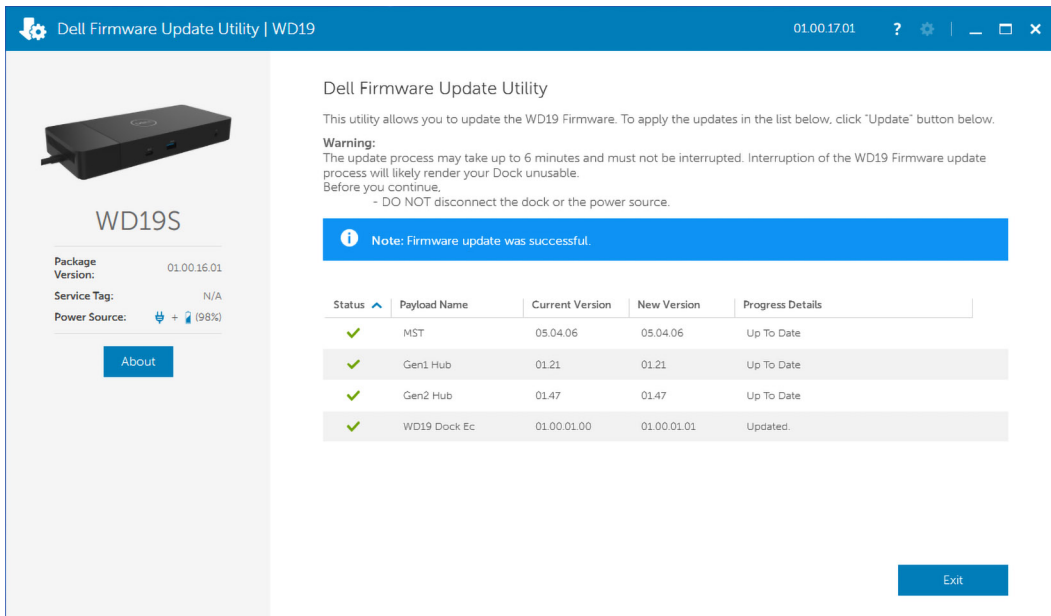 Dell Firmware Update Utility | WD19
01.00.17.01
?
Dell Firmware Update Utility
This utility allows you to update the WD19 Firmware. To apply the updates in the list below, click "Update" button below.
Warning:
The update process may take up to 6 minutes and must not be interrupted. Interruption of the WD19 Firmware update
process will likely render your Dock unusable.
Before you continue,
- DO NOT disconnect the dock or the power source.
Note: Firmware update was successful.
WD19S
Package Version: 01.00.16.01
Service Tag: N/A
Power Source: + (98%)
About
Status Payload Name Current Version New Version Progress Details
MST 05.04.06 05.04.06 Up To Date
Gen1 Hub 01.21 01.21 Up To Date
Gen2 Hub 01.47 01.47 Up To Date
WD19 Dock Ec 01.00.01.00 01.00.01.01 Updated.
Exit